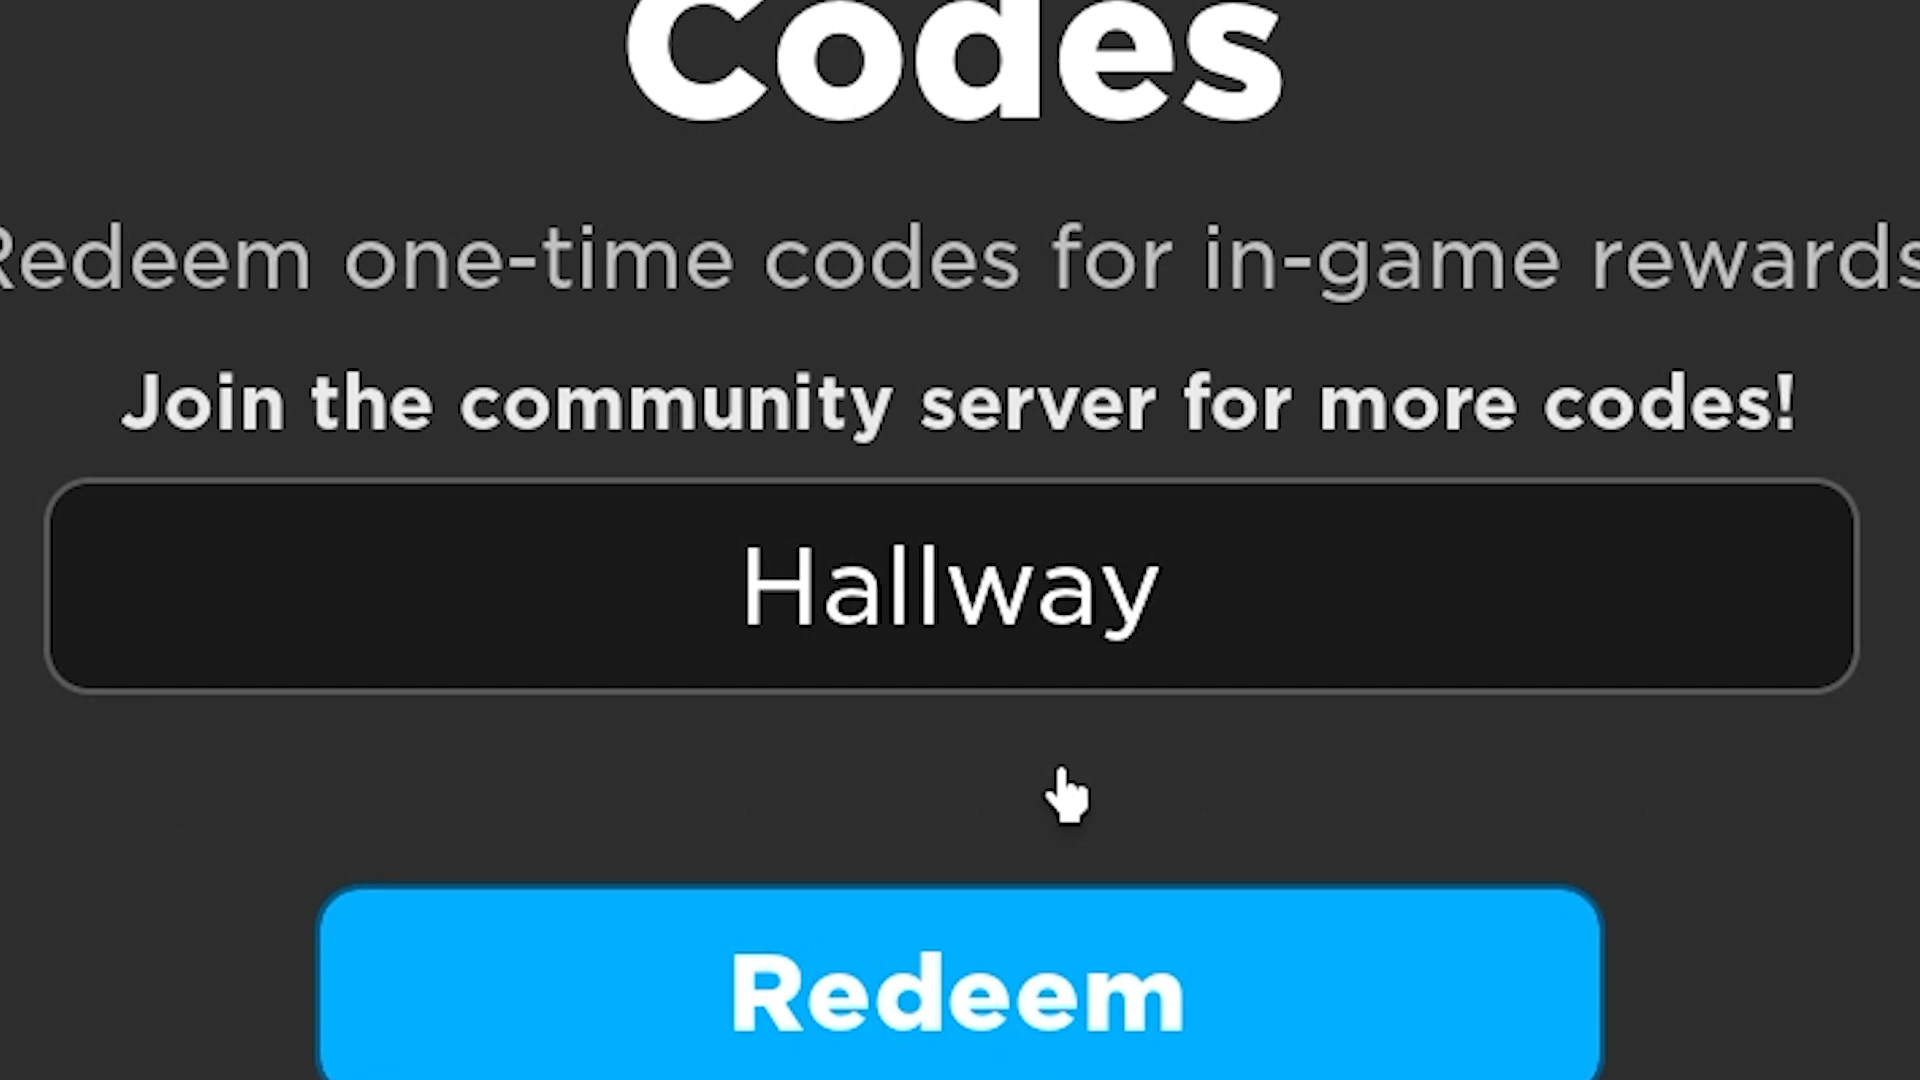 Codes
Redeem one-time codes for in-game rewards
Join the community server for more codes!
Hallway
Redeem